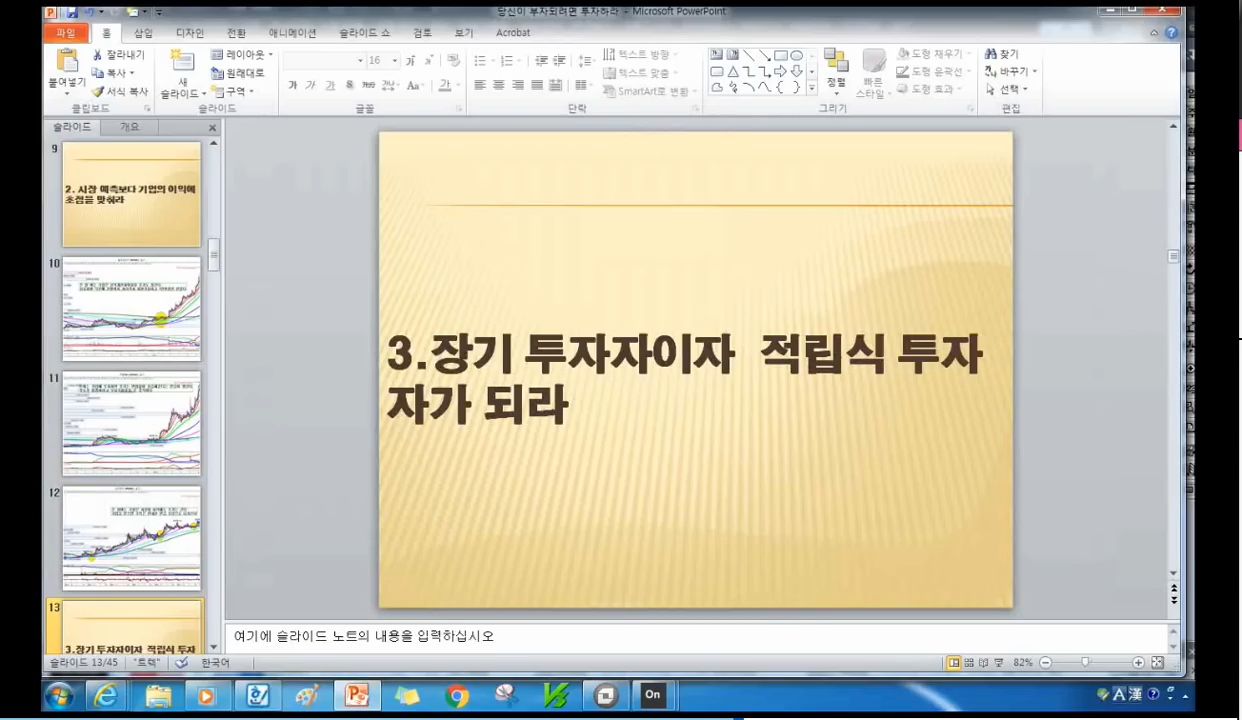 당신이 부자되려면 투자하라 - Microsoft PowerPoint
파일 홈 삽입 디자인 전환 애니메이션 슬라이드 쇼 검토 보기 Acrobat
붙여넣기
잘라내기
복사
서식 복사
클립보드
새 슬라이드
레이아웃
원래대로
구역
슬라이드
16
글꼴
텍스트 방향
텍스트 맞춤
SmartArt로 변환
단락
정렬
빠른 스타일
도형 채우기
도형 윤곽선
도형 효과
그리기
찾기
바꾸기
선택
편집
슬라이드 개요
9
2. 시장 예측보다 기업의 이익에
초점을 맞춰라
10
11
12
13
3.장기 투자자이자 적립식 투자
3.장기 투자자이자 적립식 투자
자가 되라
여기에 슬라이드 노트의 내용을 입력하십시오
슬라이드 13/45 "트렉" 한국어 82%
On
A 漢